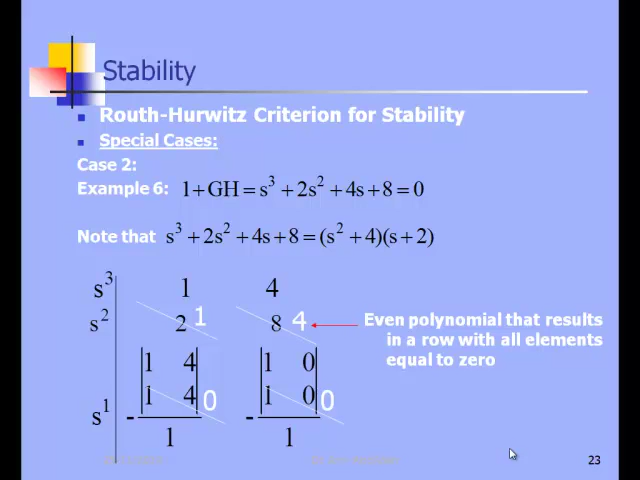 Stability
Routh-Hurwitz Criterion for Stability
Special Cases:
Case 2:
Example 6: 1 + GH = s³ + 2s² + 4s + 8 = 0
Note that s³ + 2s² + 4s + 8 = (s² + 4)(s + 2)
s³ 1 4
s² 2 1 8 4
Even polynomial that results
in a row with all elements
equal to zero
1 4 1 0
1 4 0 1 0 0
s¹ - -
1 1
23